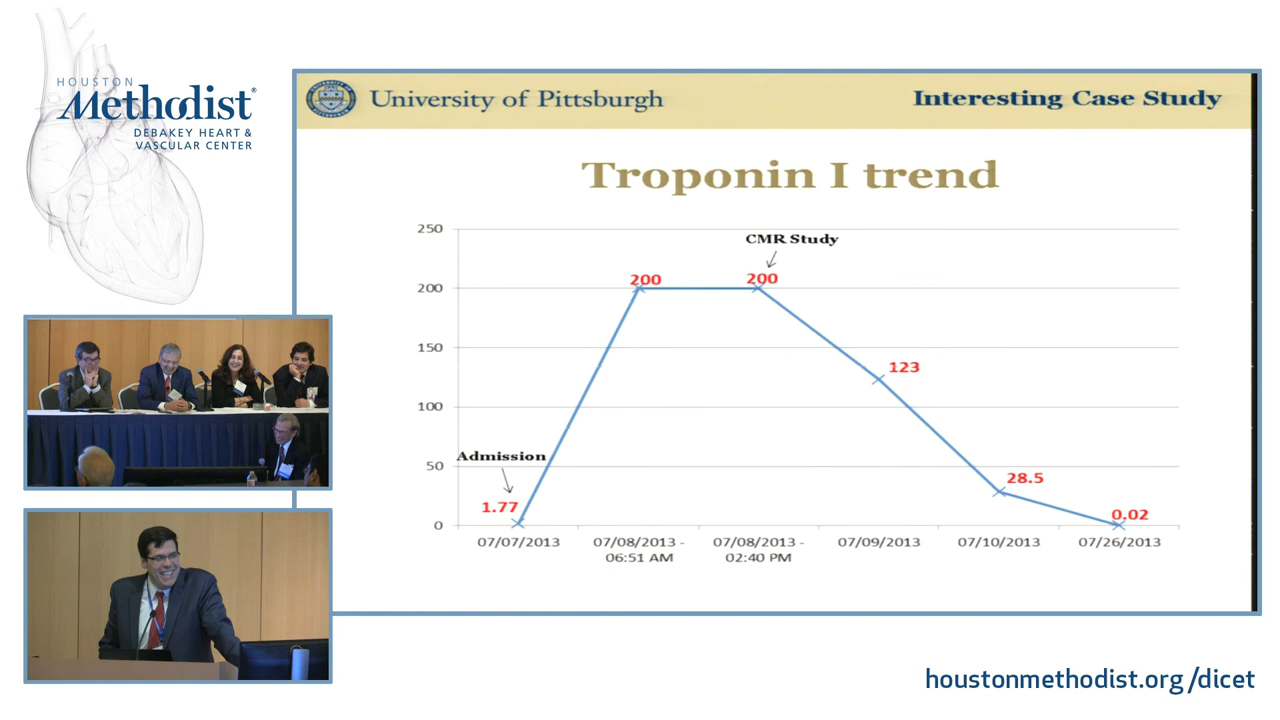 HOUSTON
Methodist®
DEBAKEY HEART &
VASCULAR CENTER
University of Pittsburgh
Interesting Case Study
Troponin I trend
250
200
150
100
50
0
CMR Study
Admission
1.77
200
200
123
28.5
0.02
07/07/2013
07/08/2013 -
06:51 AM
07/08/2013 -
02:40 PM
07/09/2013
07/10/2013
07/26/2013
houstonmethodist.org/dicet